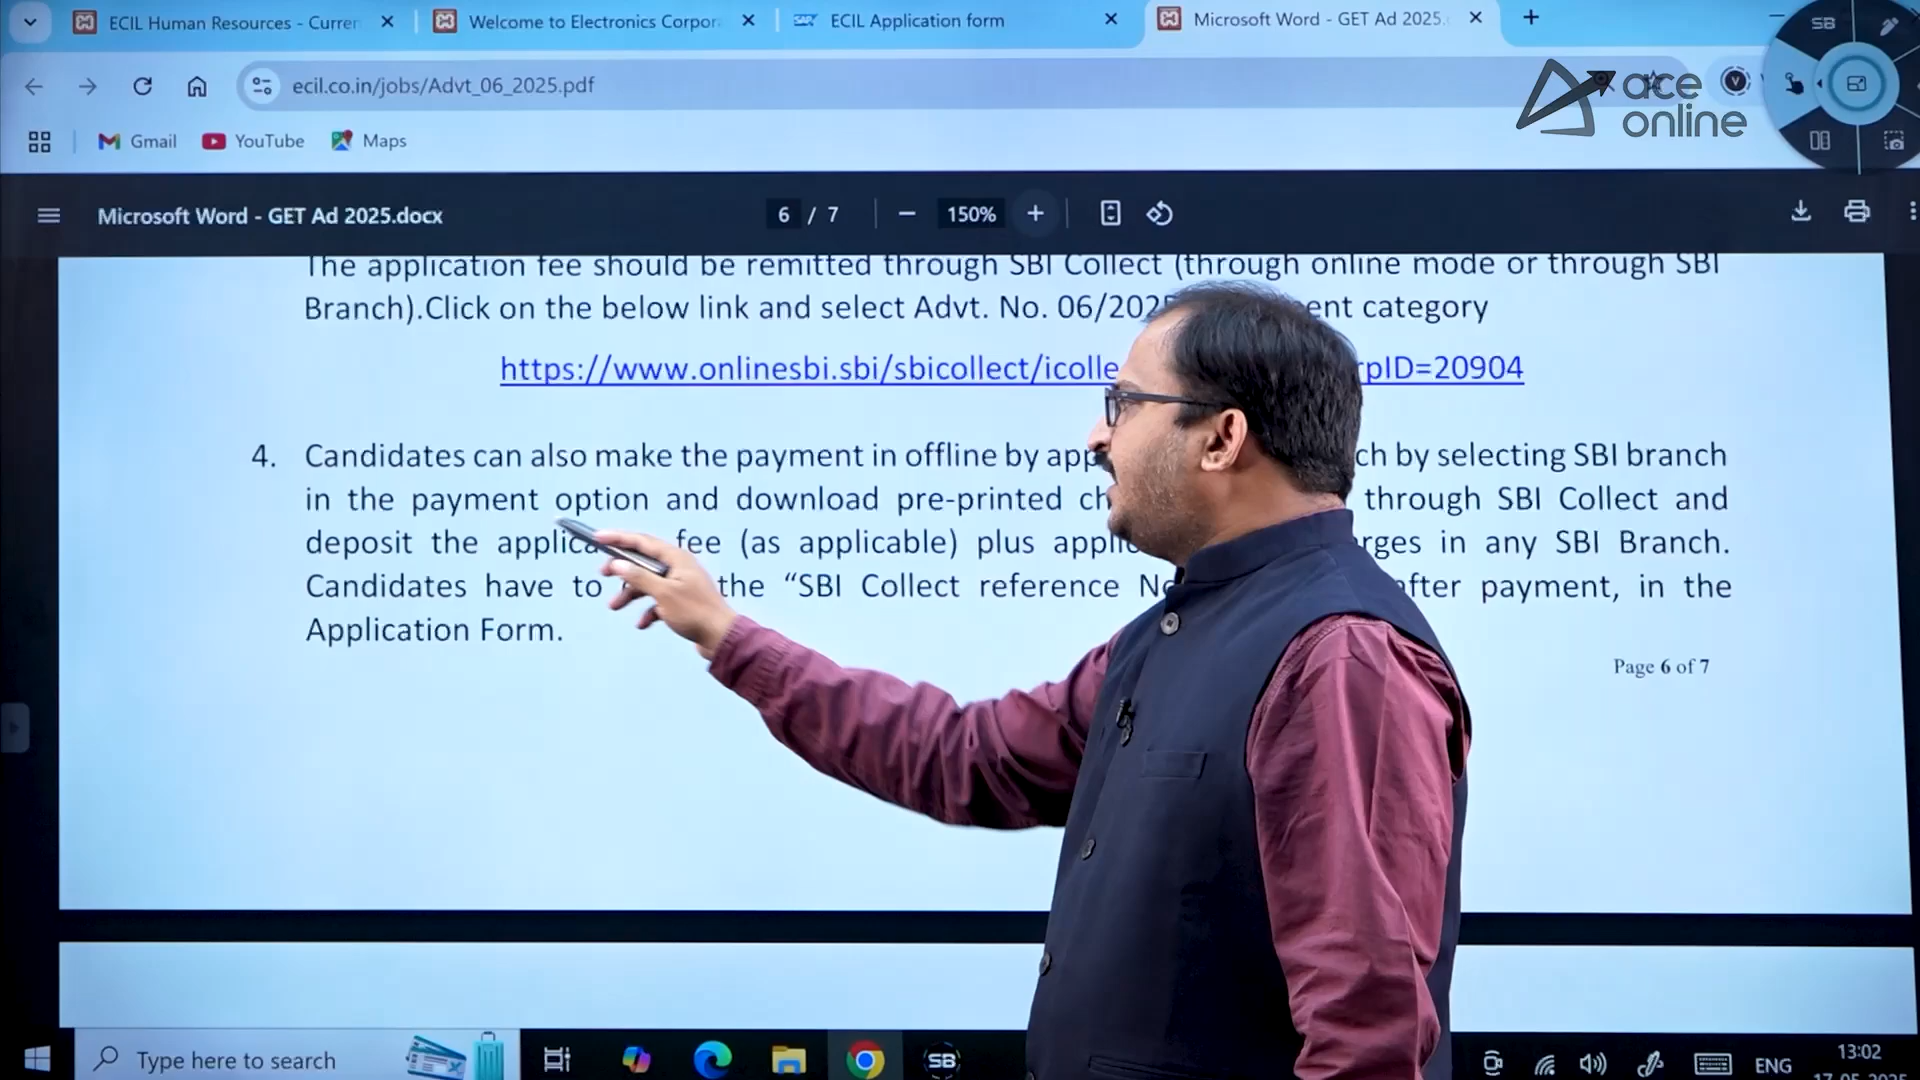 ECIL Human Resources - Curren
Welcome to Electronics Corpor
ECIL Application form
Microsoft Word - GET Ad 2025.
SB
ecil.co.in/jobs/Advt_06_2025.pdf
V
ace
online
Gmail
YouTube
Maps
Microsoft Word - GET Ad 2025.docx
6 / 7
150%
The application fee should be remitted through SBI Collect (through online mode or through SBI
Branch).Click on the below link and select Advt. No. 06/2025 category
https://www.onlinesbi.sbi/sbicollect/icolle rpID=20904
4. Candidates can also make the payment in offline by app ch by selecting SBI branch
in the payment option and download pre-printed ch through SBI Collect and
deposit the applica fee (as applicable) plus applic rges in any SBI Branch.
Candidates have to the “SBI Collect reference No after payment, in the
Application Form.
Page 6 of 7
Type here to search
SB
ENG
13:02